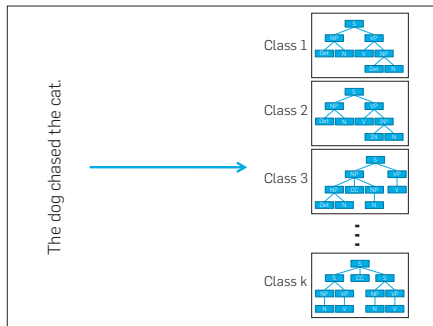 The dog chased the cat.
Class 1
S
NP VP
Det N V NP
Det N
Class 2
S
NP VP
Det N V PP
IN N
Class 3
S
NP VP
NP CC NP V
Det N N
Class k
S
S CC S
NP VP NP VP
N V N V